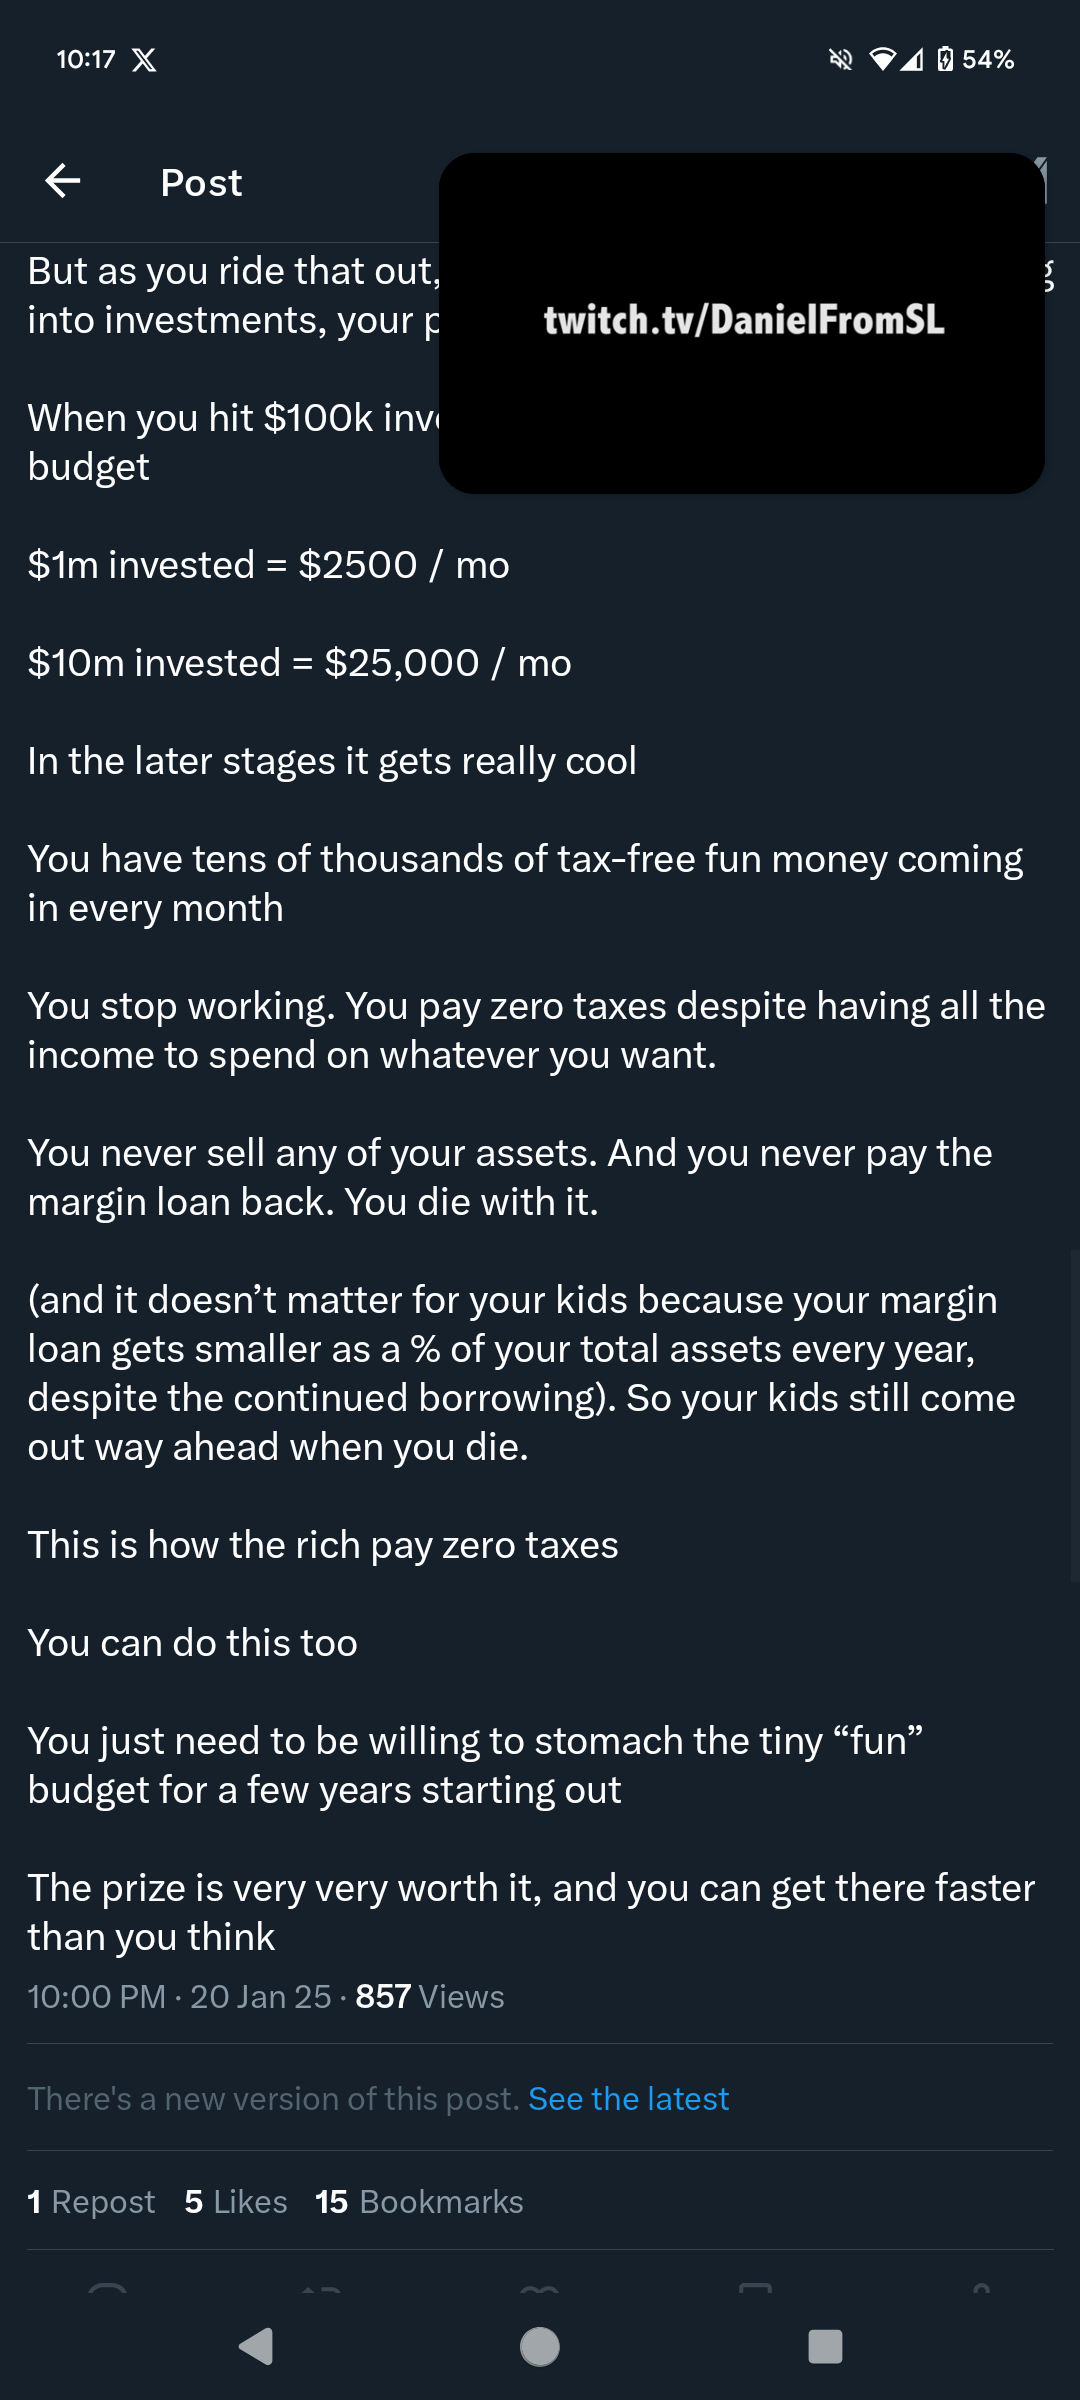 10:17
54%
Post
twitch.tv/DanielFromSL
But as you ride that out,
into investments, your
When you hit $100k
budget
$1m invested = $2500 / mo
$10m invested = $25,000 / mo
In the later stages it gets really cool
You have tens of thousands of tax-free fun money coming
in every month
You stop working. You pay zero taxes despite having all the
income to spend on whatever you want.
You never sell any of your assets. And you never pay the
margin loan back. You die with it.
(and it doesn’t matter for your kids because your margin
loan gets smaller as a % of your total assets every year,
despite the continued borrowing). So your kids still come
out way ahead when you die.
This is how the rich pay zero taxes
You can do this too
You just need to be willing to stomach the tiny “fun”
budget for a few years starting out
The prize is very very worth it, and you can get there faster
than you think
10:00 PM · 20 Jan 25 · 857 Views
There's a new version of this post. See the latest
1 Repost 5 Likes 15 Bookmarks